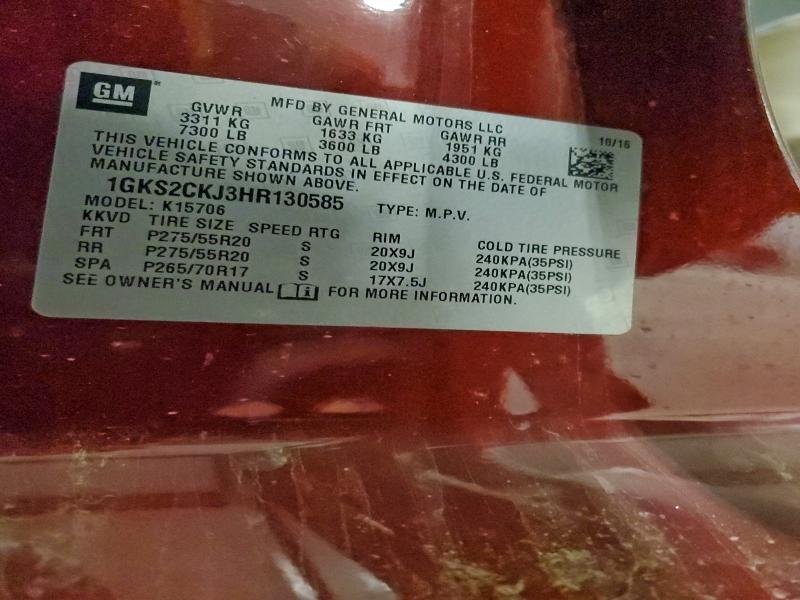 GM
MFD BY GENERAL MOTORS LLC
10/16
GVWR GAWR FRT GAWR RR
3311 KG 1633 KG 1951 KG
7300 LB 3600 LB 4300 LB
THIS VEHICLE CONFORMS TO ALL APPLICABLE U.S. FEDERAL MOTOR
VEHICLE SAFETY STANDARDS IN EFFECT ON THE DATE OF
MANUFACTURE SHOWN ABOVE.
1GKS2CKJ3HR130585 TYPE: M.P.V.
MODEL: K15706
KKVD TIRE SIZE SPEED RTG RIM COLD TIRE PRESSURE
FRT P275/55R20 S 20X9J 240KPA(35PSI)
RR P275/55R20 S 20X9J 240KPA(35PSI)
SPA P265/70R17 S 17X7.5J 240KPA(35PSI)
SEE OWNER'S MANUAL FOR MORE INFORMATION.